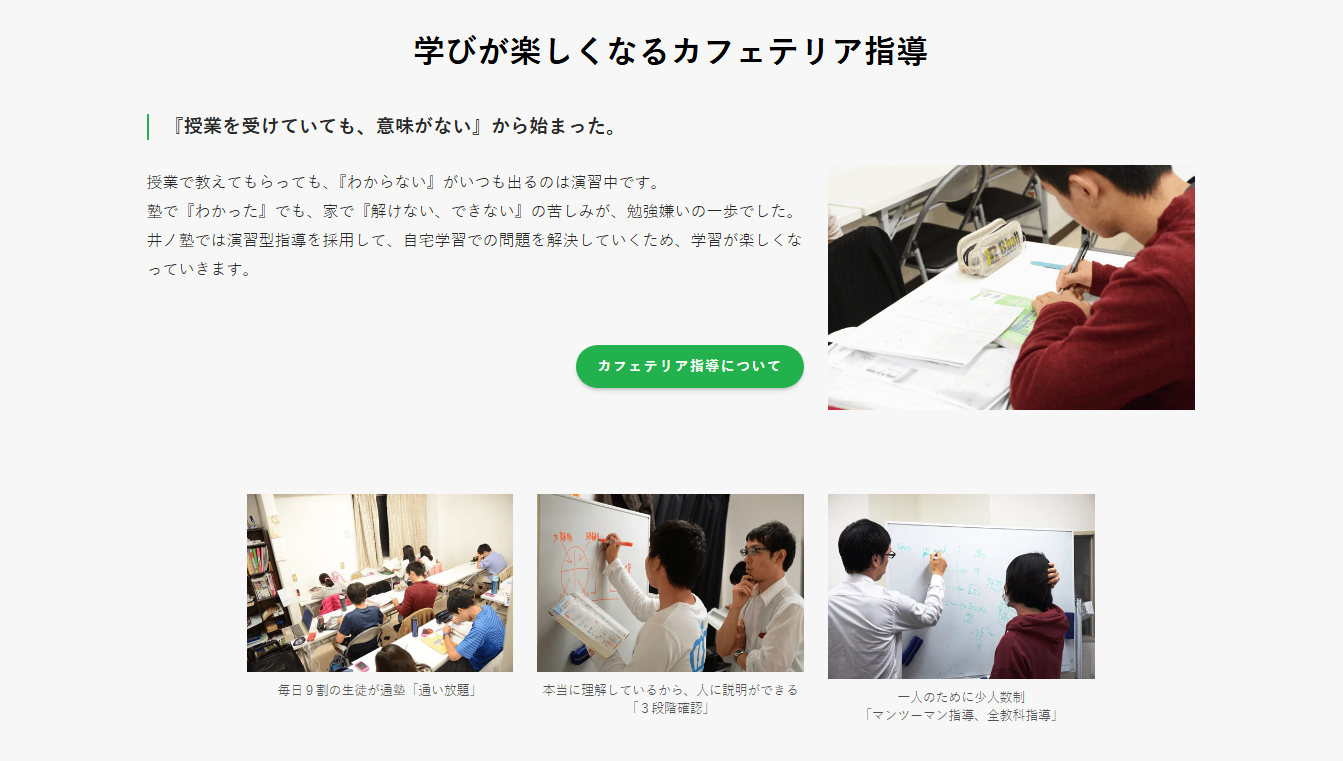 学びが楽しくなるカフェテリア指導
『授業を受けていても、意味がない』から始まった。
授業で教えてもらっても、『わからない』がいつも出るのは演習中です。
塾で『わかった』でも、家で『解けない、できない』の苦しみが、勉強嫌いの一歩でした。
井ノ塾では演習型指導を採用して、自宅学習での問題を解決していくため、学習が楽しくな
っていきます。
カフェテリア指導について
毎日９割の生徒が通塾「通い放題」
本当に理解しているから、人に説明ができる
「３段階確認」
一人のために少人数制
「マンツーマン指導、全教科指導」